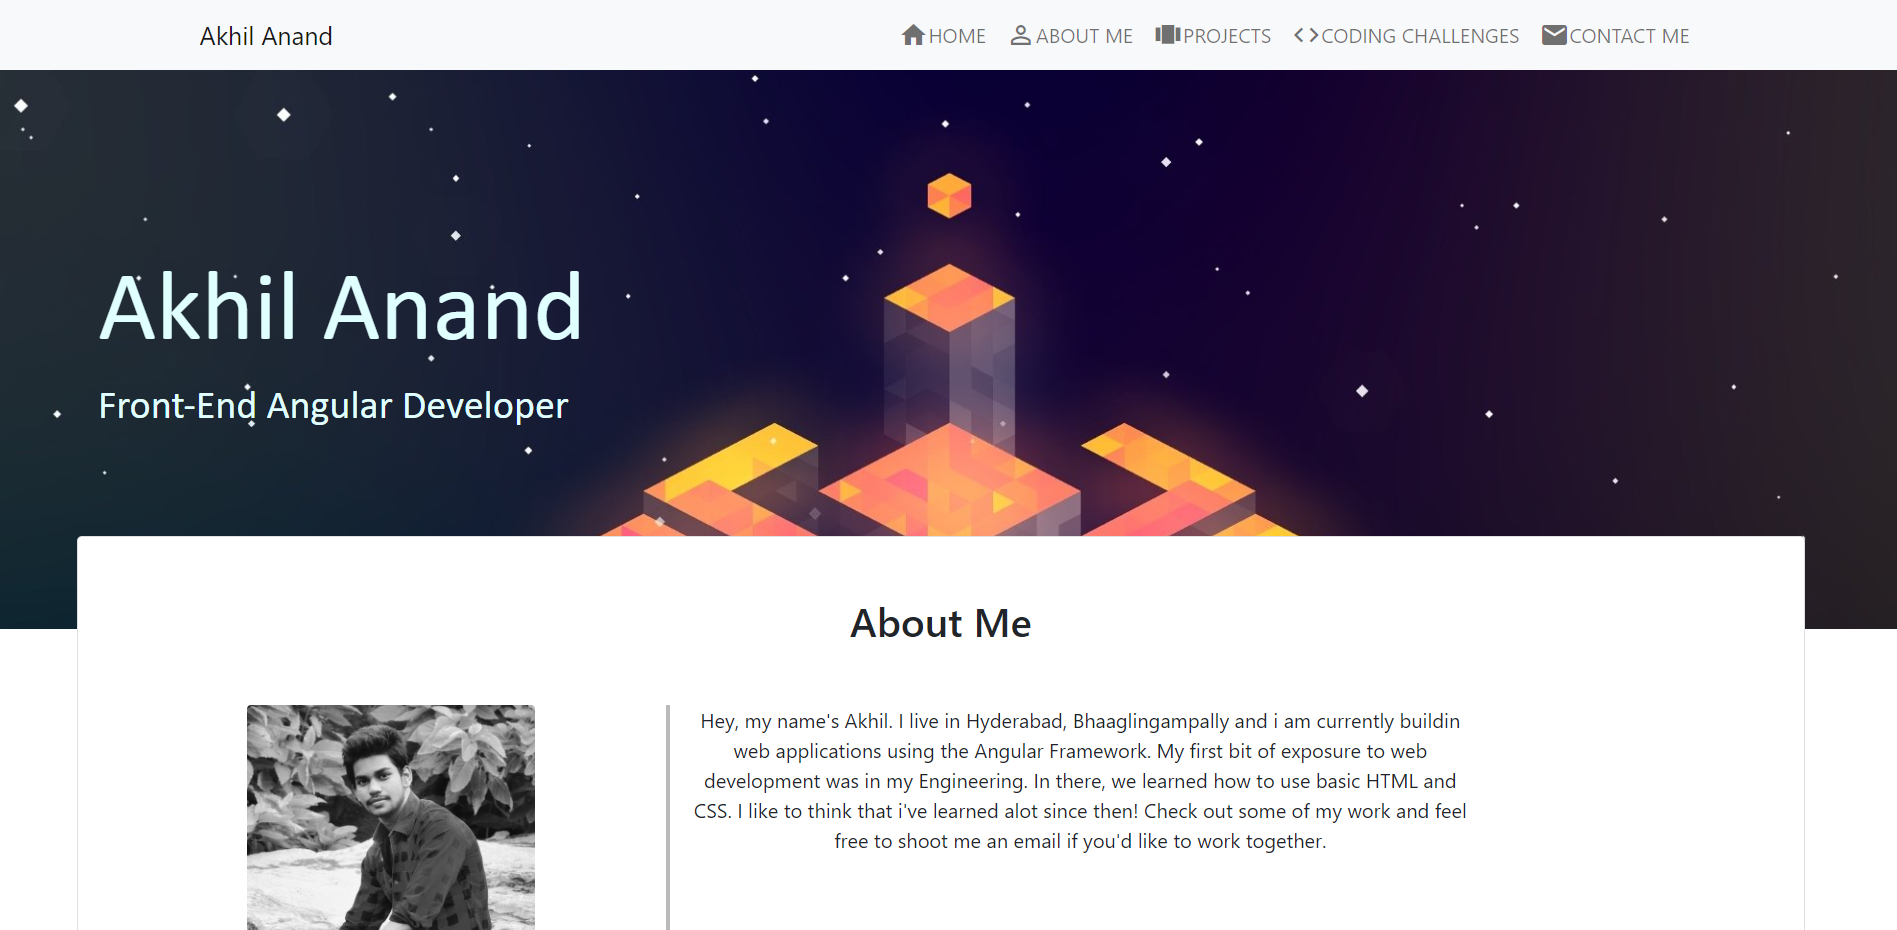 Akhil Anand
HOME
ABOUT ME
PROJECTS
CODING CHALLENGES
CONTACT ME
Akhil Anand
Front-End Angular Developer
About Me
Hey, my name's Akhil. I live in Hyderabad, Bhaaglingampally and i am currently buildin
web applications using the Angular Framework. My first bit of exposure to web
development was in my Engineering. In there, we learned how to use basic HTML and
CSS. I like to think that i've learned alot since then! Check out some of my work and feel
free to shoot me an email if you'd like to work together.